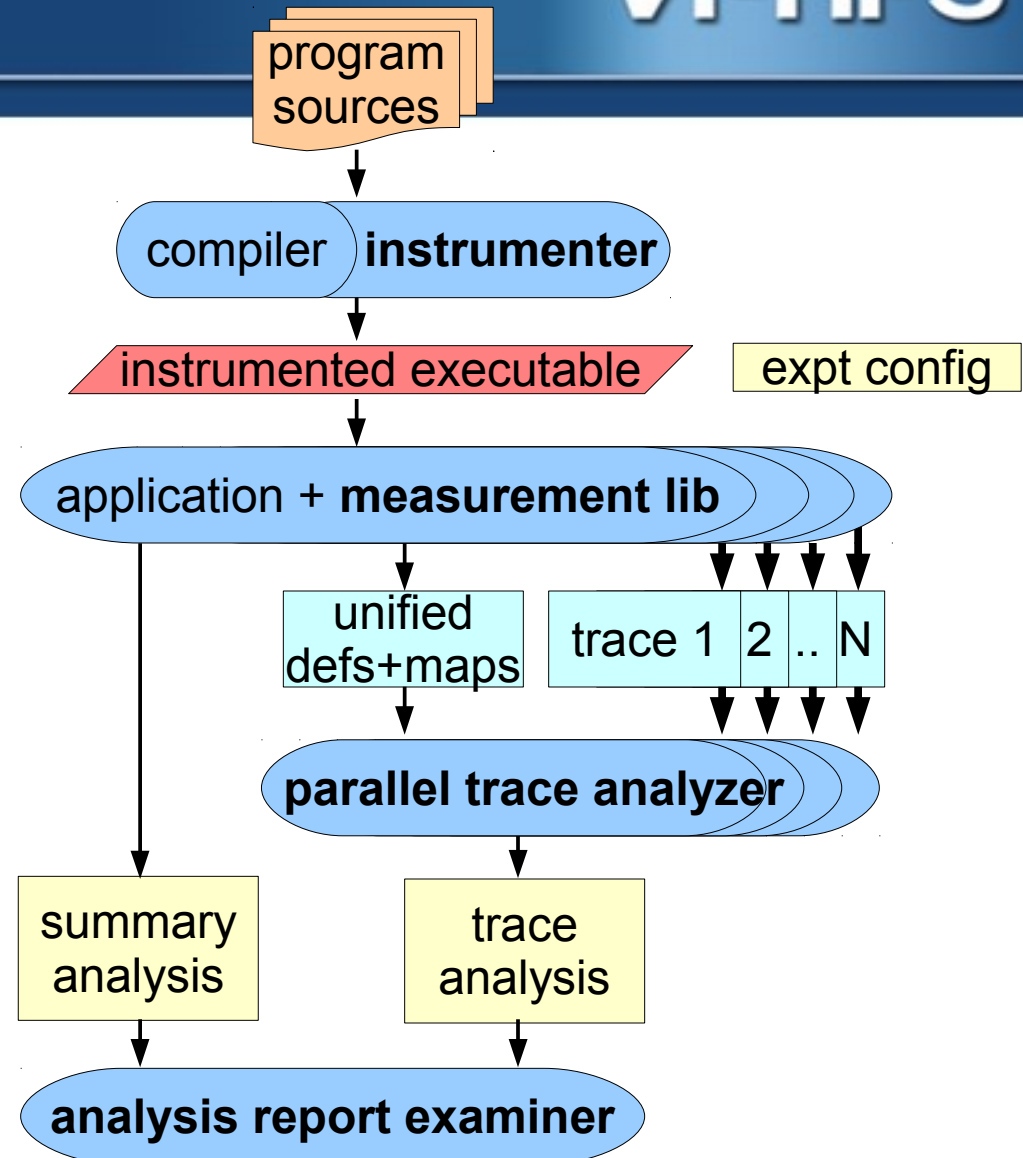 program
sources
compiler instrumenter
instrumented executable
expt config
application + measurement lib
unified
defs+maps
trace 1 2 .. N
parallel trace analyzer
summary
analysis
trace
analysis
analysis report examiner